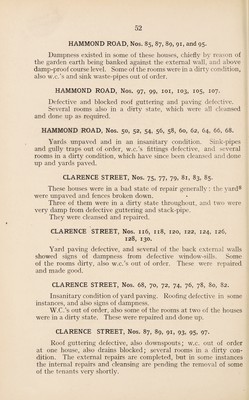 52
HAMMOND ROAD, Nos. 85, 87, 89, 91, and 95.
Dampness existed in some of these houses, chiefly by reason of
the garden earth being banked against the external wall, and above
damp-proof course level. Some of the rooms were in a dirty condition,
also w.c.'s and sink waste-pipes out of order.
HAMMOND ROAD, Nos. 97, 99, 101, 103, 105, 107.
Defective and blocked roof guttering and paving defective.
Several rooms in a dirty state, which were all cleansed
and done up as required.
HAMMOND ROAD, Nos. 50, 52, 54, 56, 58, 60, 62, 64, 66, 68.
Yards unpaved and in an insanitary condition. Sink-pipes
and gully traps out of order, w.c.'s fittings defective, and several
rooms in a dirty condition, which have since been cleansed and done
up and yards paved.
CLARENCE STREET, Nos. 75, 77, 79, 81, 83, 85.
These houses were in a bad state of repair generally; the yards
were unpaved and fences broken down.
Three of them were in a dirty state throughout, and two were
very damp from defective guttering and stack-pipe.
They were cleansed and repaired.
CLARENCE STREET, Nos. 116, 118, 120, 122, 124, 126,
128, 130.
Yard paving defective, and several of the back external walls
showed signs of dampness from defective window-sills. Some
of the rooms dirty, also w.c.'s out of order. These were repaired
and made good.
CLARENCE STREET, Nos. 68, 70, 72, 74, 76, 78, 80, 82.
Insanitary condition of yard paving. Roofing defective in some
instances, and also signs of dampness.
W.C.'s out of order, also some of the rooms at two of the houses
were in a dirty state. These were repaired and done up.
CLARENCE STREET, Nos. 87, 89, 91, 93, 95, 97.
Roof guttering defective, also downspouts; w.c. out of order
at one house, also drains blocked; several rooms in a dirty con-
dition. The external repairs are completed, but in some instances
the internal repairs and cleansing are pending the removal of some
of the tenants very shortly.